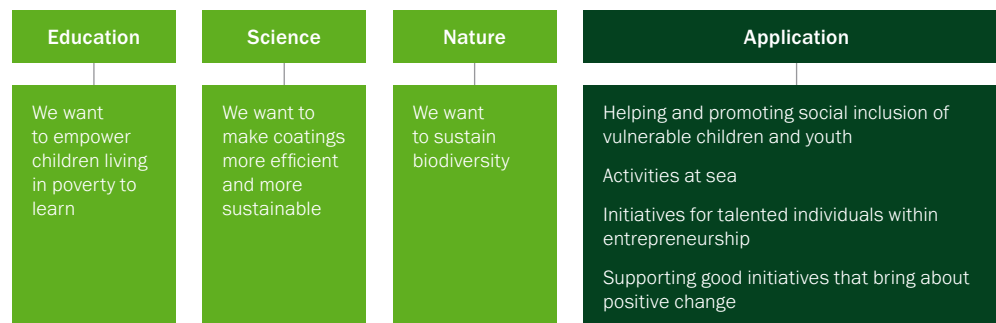 Education
We want
to empower
children living
in poverty to
learn
Science
We want to
make coatings
more efficient
and more
sustainable
Nature
We want
to sustain
biodiversity
Application
Helping and promoting social inclusion of
vulnerable children and youth
Activities at sea
Initiatives for talented individuals within
entrepreneurship
Supporting good initiatives that bring about
positive change